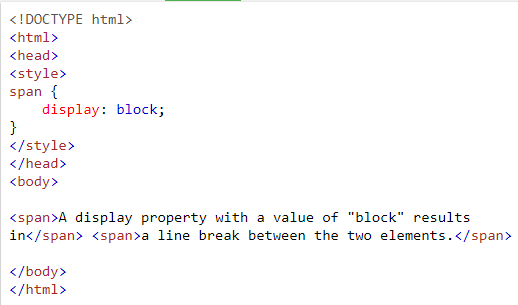 <!DOCTYPE html>
<html>
<head>
<style>
span {
    display: block;
}
</style>
</head>
<body>

<span>A display property with a value of "block" results
in</span> <span>a line break between the two elements.</span>

</body>
</html>